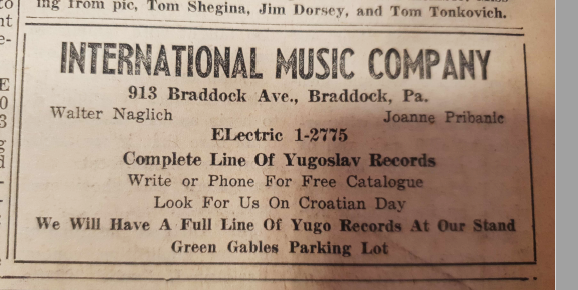 ing from pic, Tom Shegina, Jim Dorsey, and Tom Tonkovich.
INTERNATIONAL MUSIC COMPANY
913 Braddock Ave., Braddock, Pa.
Walter Naglich Joanne Pribanic
ELectric 1-2775
Complete Line Of Yugoslav Records
Write or Phone For Free Catalogue
Look For Us On Croatian Day
We Will Have A Full Line Of Yugo Records At Our Stand
Green Gables Parking Lot